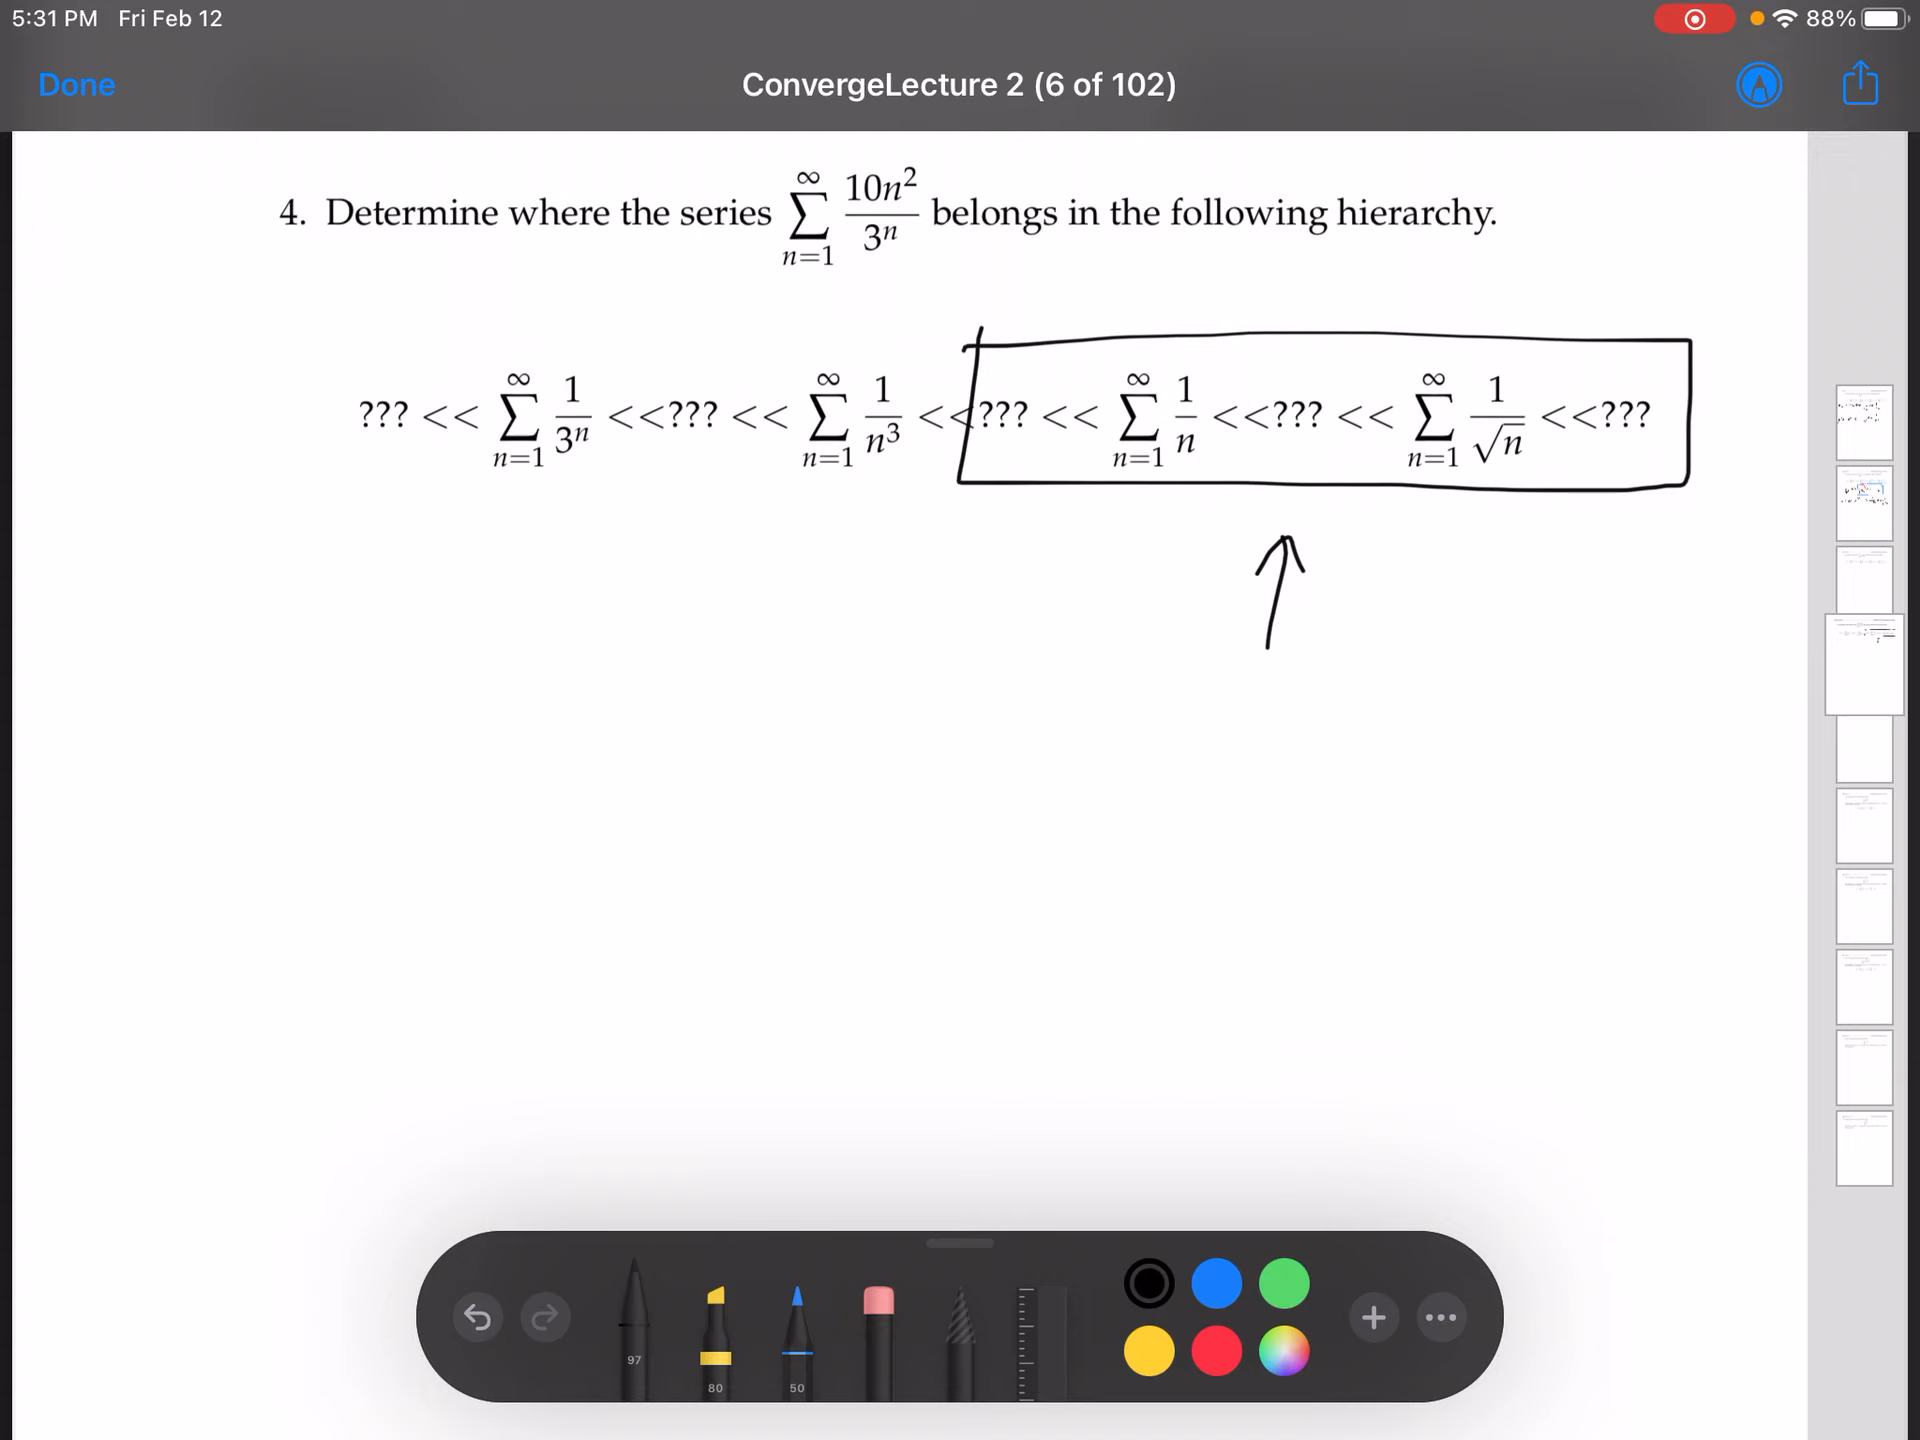 5:31 PM Fri Feb 12 88%
Done ConvergeLecture 2 (6 of 102)
4. Determine where the series ∑_{n=1}^{∞} 10n²/3ⁿ belongs in the following hierarchy.
??? << ∑_{n=1}^{∞} 1/3ⁿ <<??? << ∑_{n=1}^{∞} 1/n³ <<??? << ∑_{n=1}^{∞} 1/n <<??? << ∑_{n=1}^{∞} 1/√n <<???
97 80 50